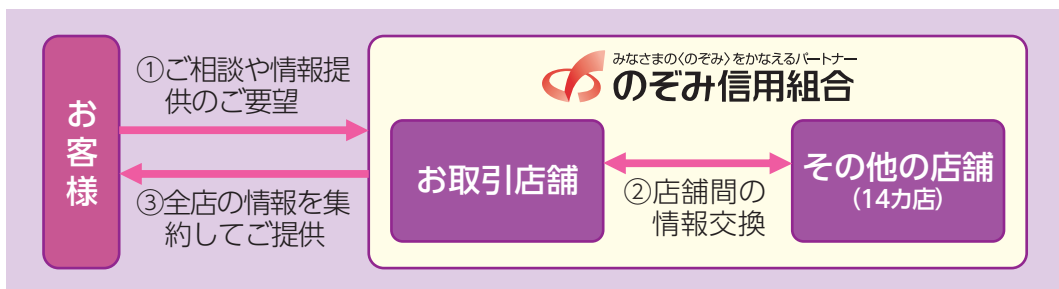 お客様
①ご相談や情報提
供のご要望
③全店の情報を集
約してご提供
みなさまの〈のぞみ〉をかなえるパートナー
のぞみ信用組合
お取引店舗
②店舗間の
情報交換
その他の店舗
(14カ店)